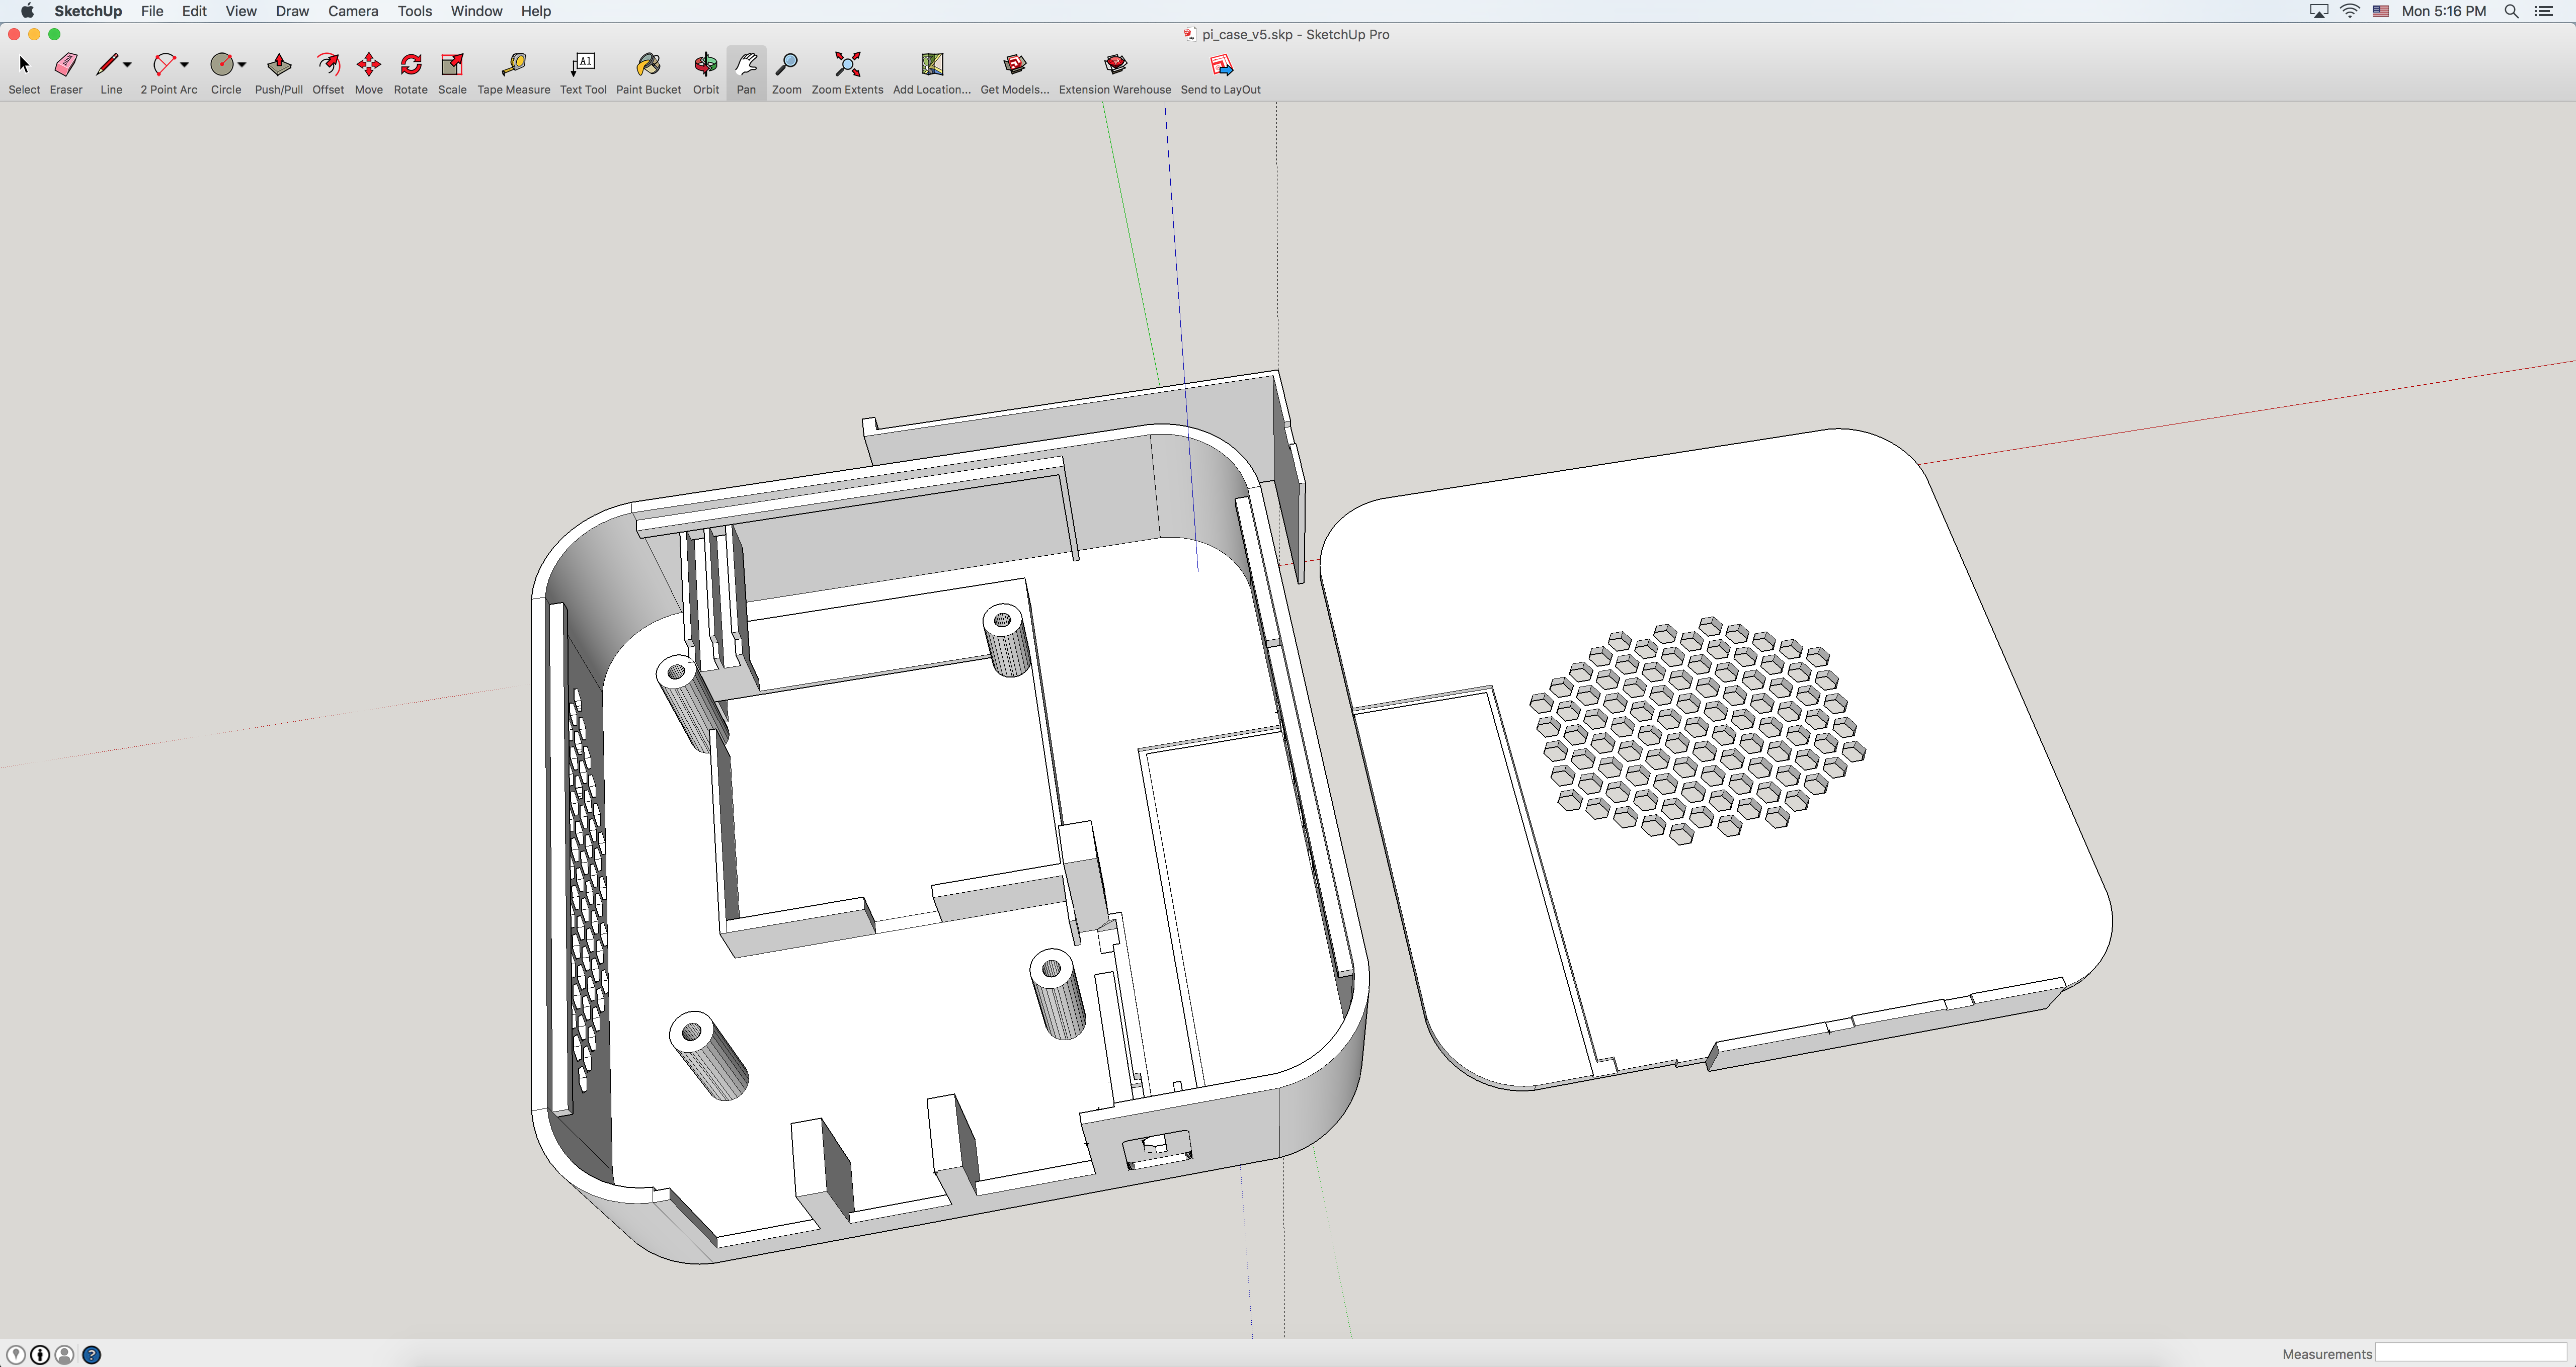 SketchUp File Edit View Draw Camera Tools Window Help Mon 5:16 PM
pi_case_v5.skp - SketchUp Pro
A1
Select Eraser Line 2 Point Arc Circle Push/Pull Offset Move Rotate Scale Tape Measure Text Tool Paint Bucket Orbit Pan Zoom Zoom Extents Add Location... Get Models... Extension Warehouse Send to LayOut
? Measurements